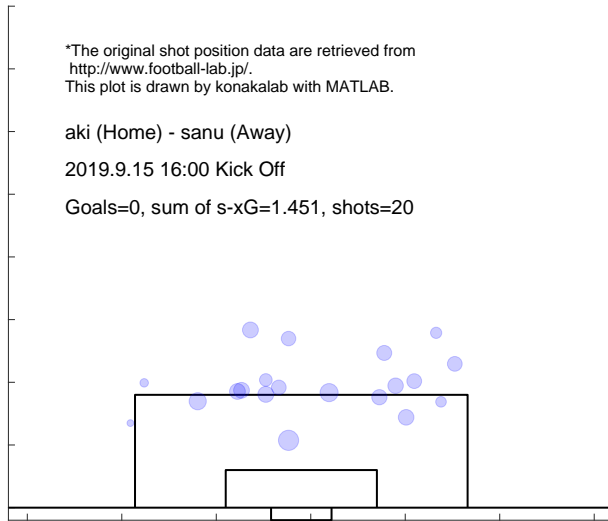 *The original shot position data are retrieved from
http://www.football-lab.jp/.
This plot is drawn by konakalab with MATLAB.
aki (Home) - sanu (Away)
2019.9.15 16:00 Kick Off
Goals=0, sum of s-xG=1.451, shots=20